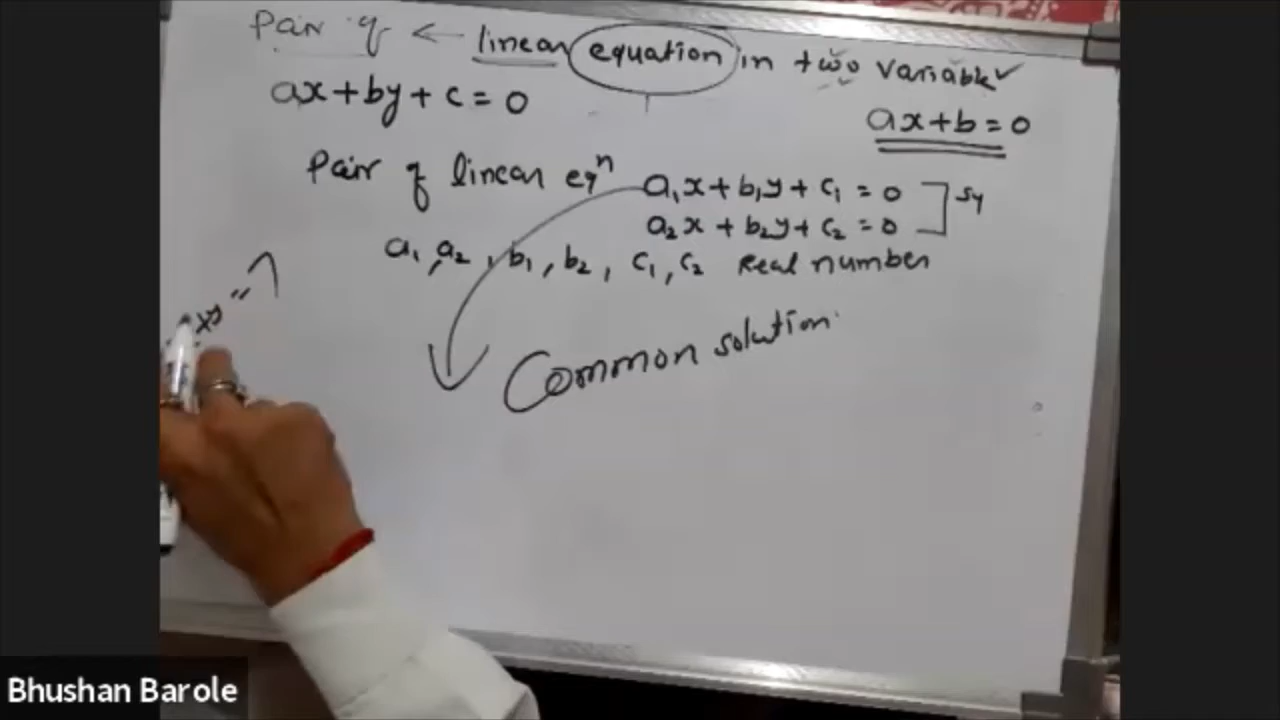 Pair of ← linear equation in two variable
ax + by + c = 0
ax + b = 0
Pair of linear eqⁿ
a₁x + b₁y + c₁ = 0
a₂x + b₂y + c₂ = 0
sy
a₁, a₂, b₁, b₂, c₁, c₂ Real number
Common solution
Bhushan Barole